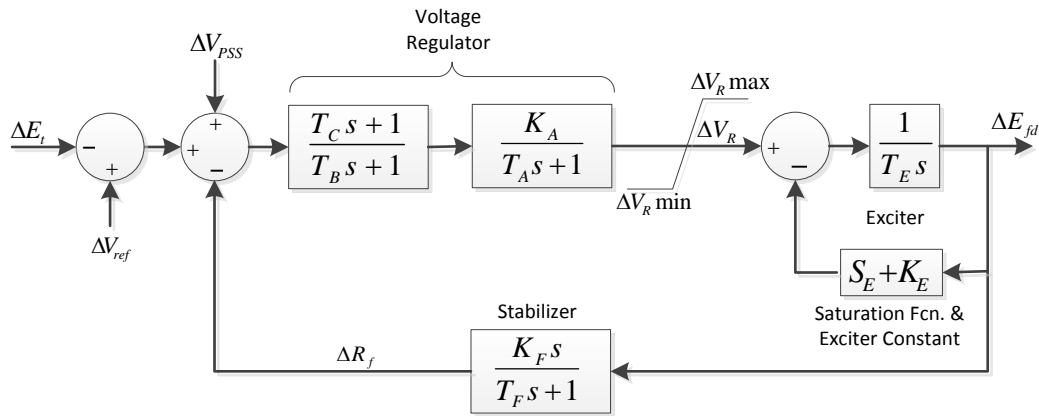 Voltage
Regulator
ΔV_PSS
ΔV_R max
ΔE_t
−
+
+
+
−
T_C s + 1
T_B s + 1
K_A
T_A s + 1
ΔV_R
ΔV_R min
+
−
1
T_E s
ΔE_fd
ΔV_ref
Exciter
S_E + K_E
Saturation Fcn. &
Exciter Constant
Stabilizer
ΔR_f
K_F s
T_F s + 1